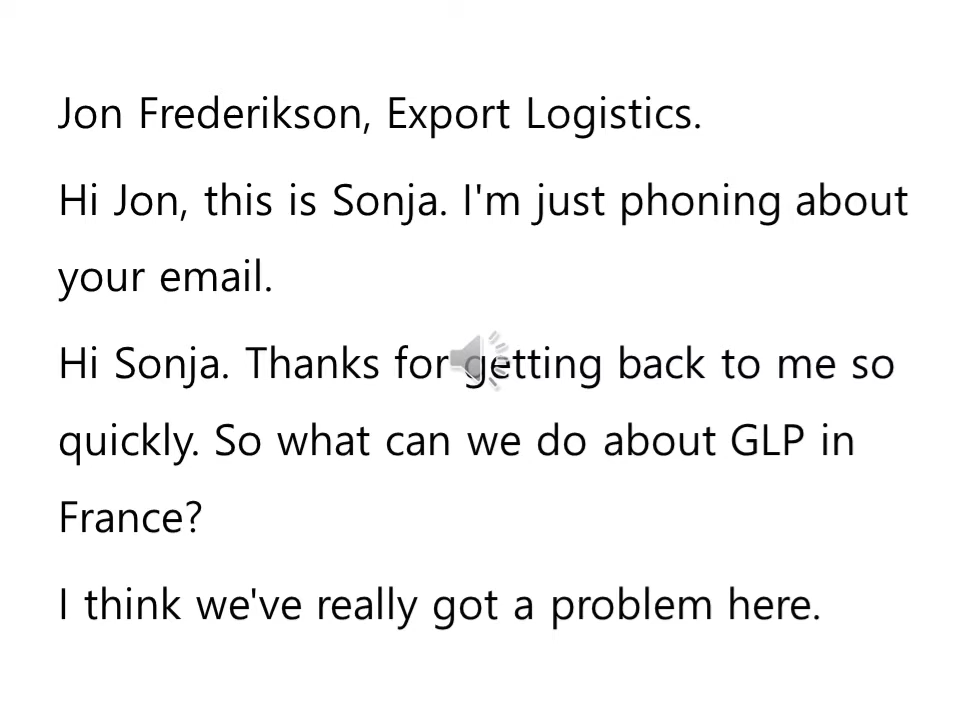 Jon Frederikson, Export Logistics.
Hi Jon, this is Sonja. I'm just phoning about
your email.
Hi Sonja. Thanks for getting back to me so
quickly. So what can we do about GLP in
France?
I think we've really got a problem here.